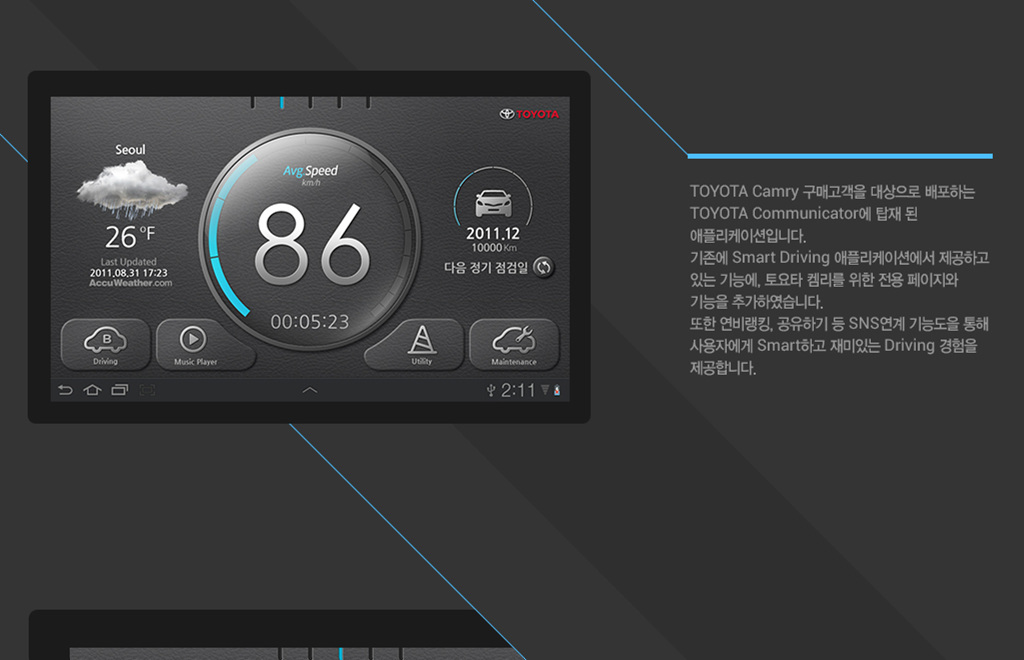 TOYOTA
Seoul
Avg Speed
km/h
86
00:05:23
26°F
Last Updated
2011.08.31 17:23
AccuWeather.com
2011.12
10000 Km
다음 정기 점검일
B
Driving
Music Player
Utility
Maintenance
2:11
TOYOTA Camry 구매고객을 대상으로 배포하는
TOYOTA Communicator에 탑재 된
애플리케이션입니다.
기존에 Smart Driving 애플리케이션에서 제공하고
있는 기능에, 토요타 켐리를 위한 전용 페이지와
기능을 추가하였습니다.
또한 연비랭킹, 공유하기 등 SNS연계 기능도을 통해
사용자에게 Smart하고 재미있는 Driving 경험을
제공합니다.